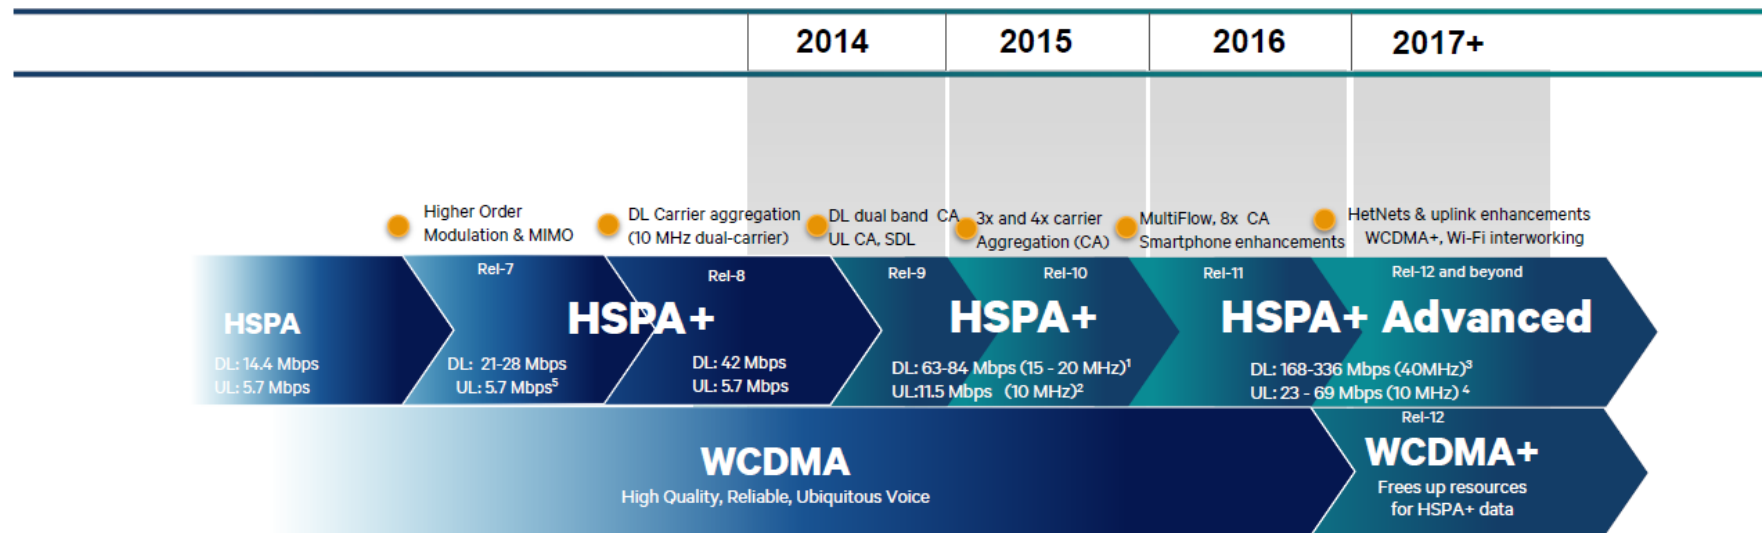 2014
2015
2016
2017+
Higher Order
Modulation & MIMO
DL Carrier aggregation
(10 MHz dual-carrier)
DL dual band CA
UL CA, SDL
3x and 4x carrier
Aggregation (CA)
MultiFlow, 8x CA
Smartphone enhancements
HetNets & uplink enhancements
WCDMA+, Wi-Fi interworking
HSPA
DL: 14.4 Mbps
UL: 5.7 Mbps
Rel-7
Rel-8
HSPA+
DL: 21-28 Mbps
UL: 5.7 Mbps⁵
DL: 42 Mbps
UL: 5.7 Mbps
Rel-9
Rel-10
HSPA+
DL: 63-84 Mbps (15 - 20 MHz)¹
UL:11.5 Mbps (10 MHz)²
Rel-11
Rel-12 and beyond
HSPA+ Advanced
DL: 168-336 Mbps (40MHz)³
UL: 23 - 69 Mbps (10 MHz) ⁴
WCDMA
High Quality, Reliable, Ubiquitous Voice
Rel-12
WCDMA+
Frees up resources
for HSPA+ data